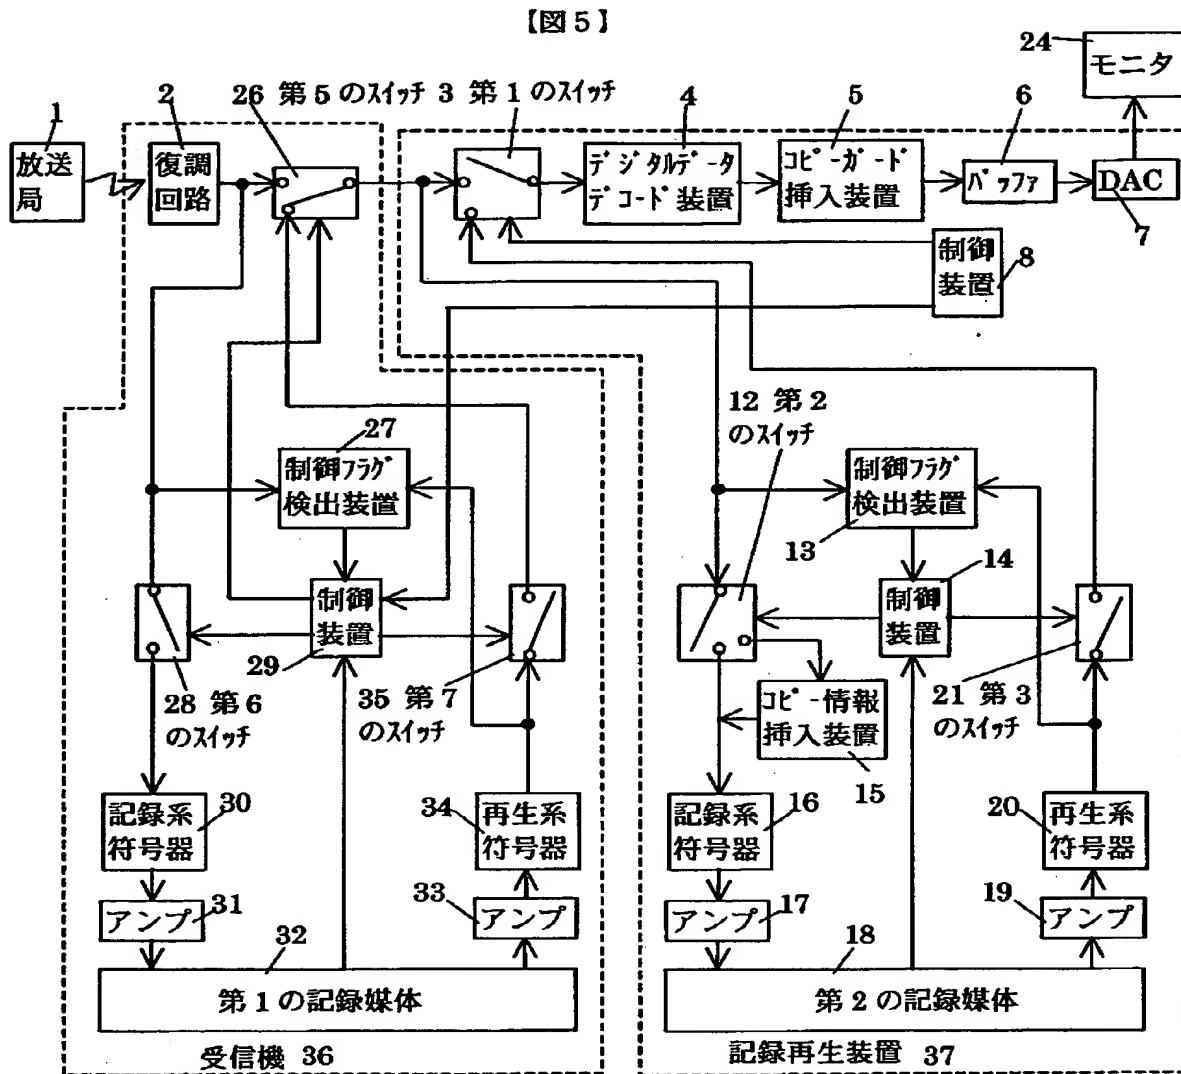 【図5】
24
モニタ
1
放送
局
2
復調
回路
26 第5のスイッチ
3 第1のスイッチ
4
デジタルデータ
デコード装置
5
コピーガード
挿入装置
6
バッファ
DAC
7
制御
装置
8
27
制御フラグ
検出装置
制御
装置
29
28 第6
のスイッチ
35 第7
のスイッチ
記録系
符号器
30
アンプ
31
34
再生系
符号器
33
アンプ
32
第1の記録媒体
受信機 36
12 第2
のスイッチ
制御フラグ
検出装置
13
14
制御
装置
コピー情報
挿入装置
15
21 第3
のスイッチ
記録系
符号器
16
アンプ
17
20
再生系
符号器
19
アンプ
18
第2の記録媒体
記録再生装置 37